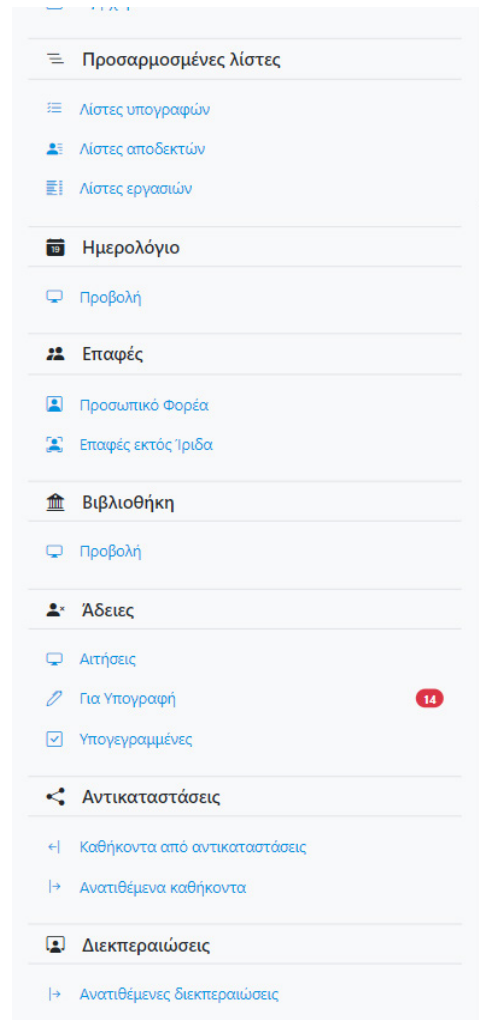 Προσαρμοσμένες λίστες
Λίστες υπογραφών
Λίστες αποδεκτών
Λίστες εργασιών
19 Ημερολόγιο
Προβολή
Επαφές
Προσωπικό Φορέα
Επαφές εκτός Ίριδα
Βιβλιοθήκη
Προβολή
Άδειες
Αιτήσεις
Για Υπογραφή 14
Υπογεγραμμένες
Αντικαταστάσεις
Καθήκοντα από αντικαταστάσεις
Ανατιθέμενα καθήκοντα
Διεκπεραιώσεις
Ανατιθέμενες διεκπεραιώσεις